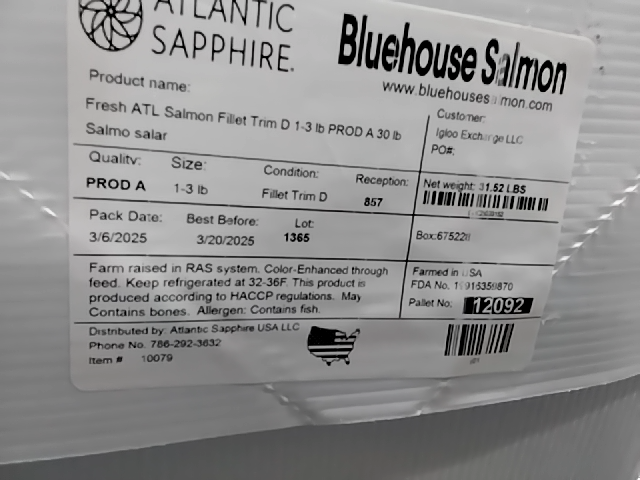 ATLANTIC
SAPPHIRE.
Bluehouse Salmon
www.bluehousesalmon.com
Product name:
Fresh ATL Salmon Fillet Trim D 1-3 lb PROD A 30 lb
Salmo salar
Customer:
Igloo Exchange LLC
PO#:
Quality: Size: Condition: Reception:
PROD A 1-3 lb Fillet Trim D 857
Net weight: 31.52 LBS
Pack Date: Best Before: Lot:
3/6/2025 3/20/2025 1365
Box:
Farm raised in RAS system. Color-Enhanced through
feed. Keep refrigerated at 32-36F. This product is
produced according to HACCP regulations. May
Contains bones. Allergen: Contains fish.
Farmed in USA
FDA No.
Pallet No: 12092
Distributed by: Atlantic Sapphire USA LLC
Phone No. 786-292-3632
Item # 10079